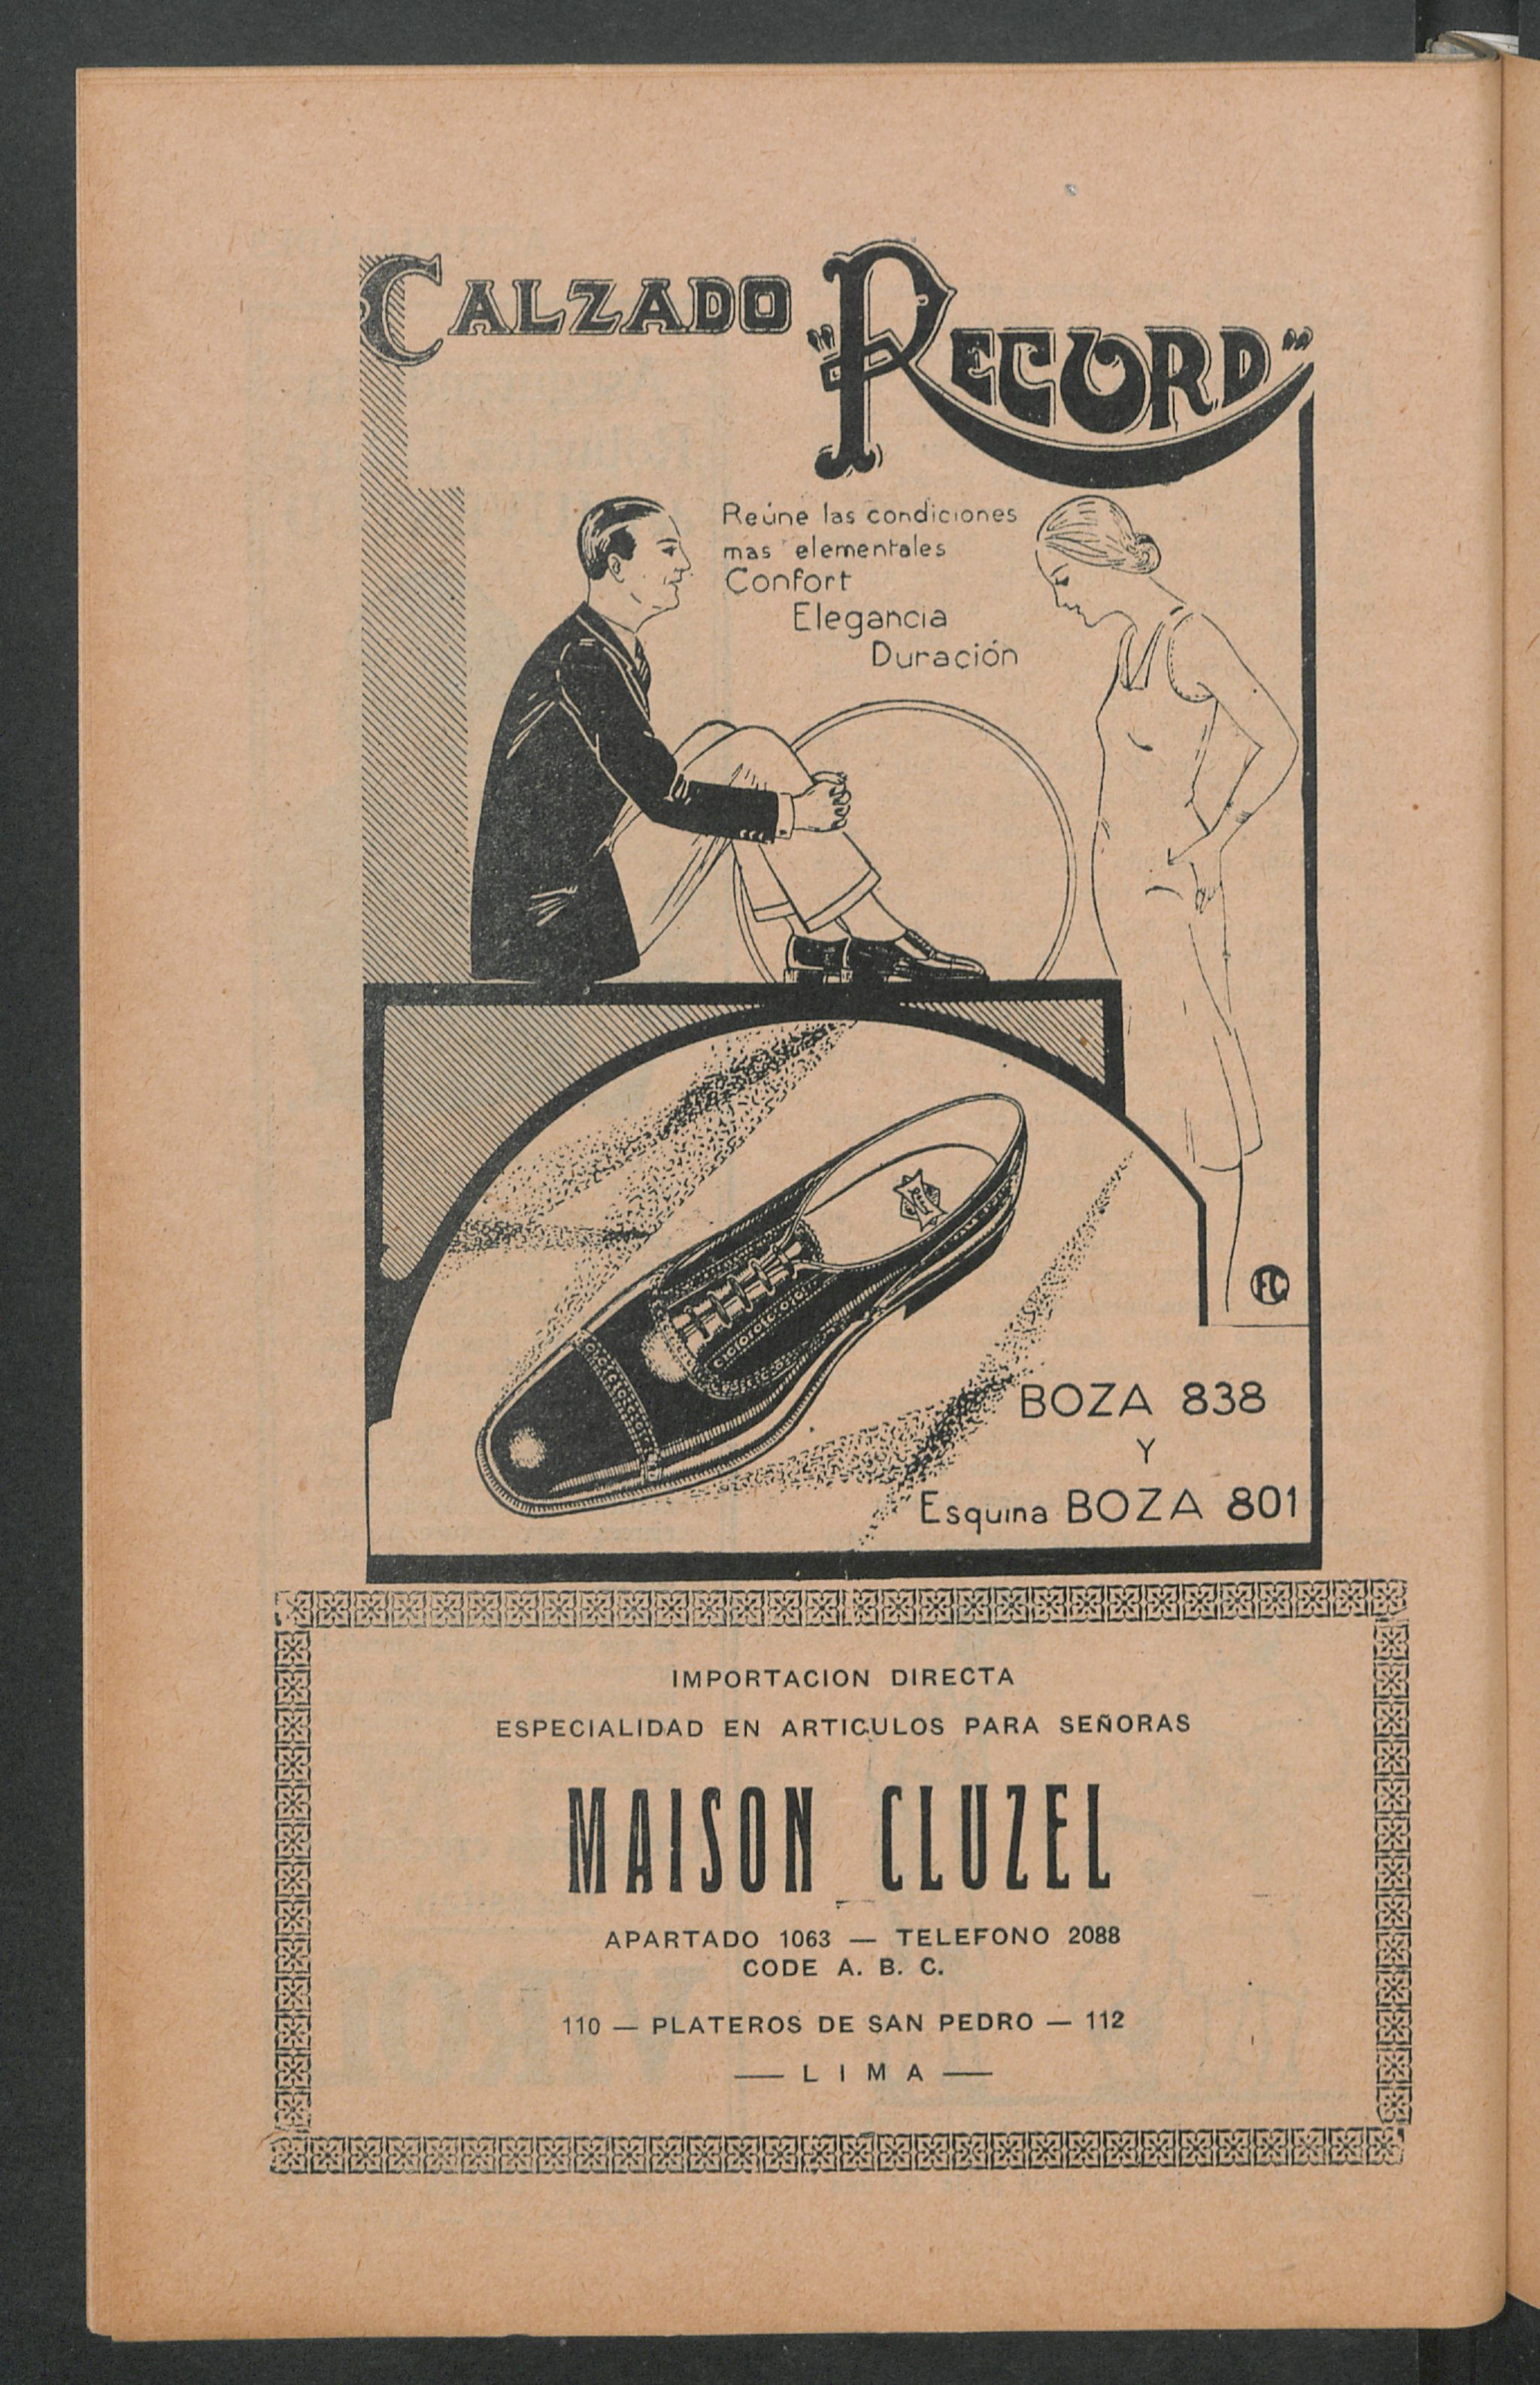 CALZADO "RECORD"
Reúne las condiciones
mas elementales
Confort
Elegancia
Duración
FC
BOZA 838
Y
Esquina BOZA 801
IMPORTACION DIRECTA
ESPECIALIDAD EN ARTICULOS PARA SEÑORAS
MAISON CLUZEL
APARTADO 1063 — TELEFONO 2088
CODE A. B. C.
110 — PLATEROS DE SAN PEDRO — 112
— LIMA —